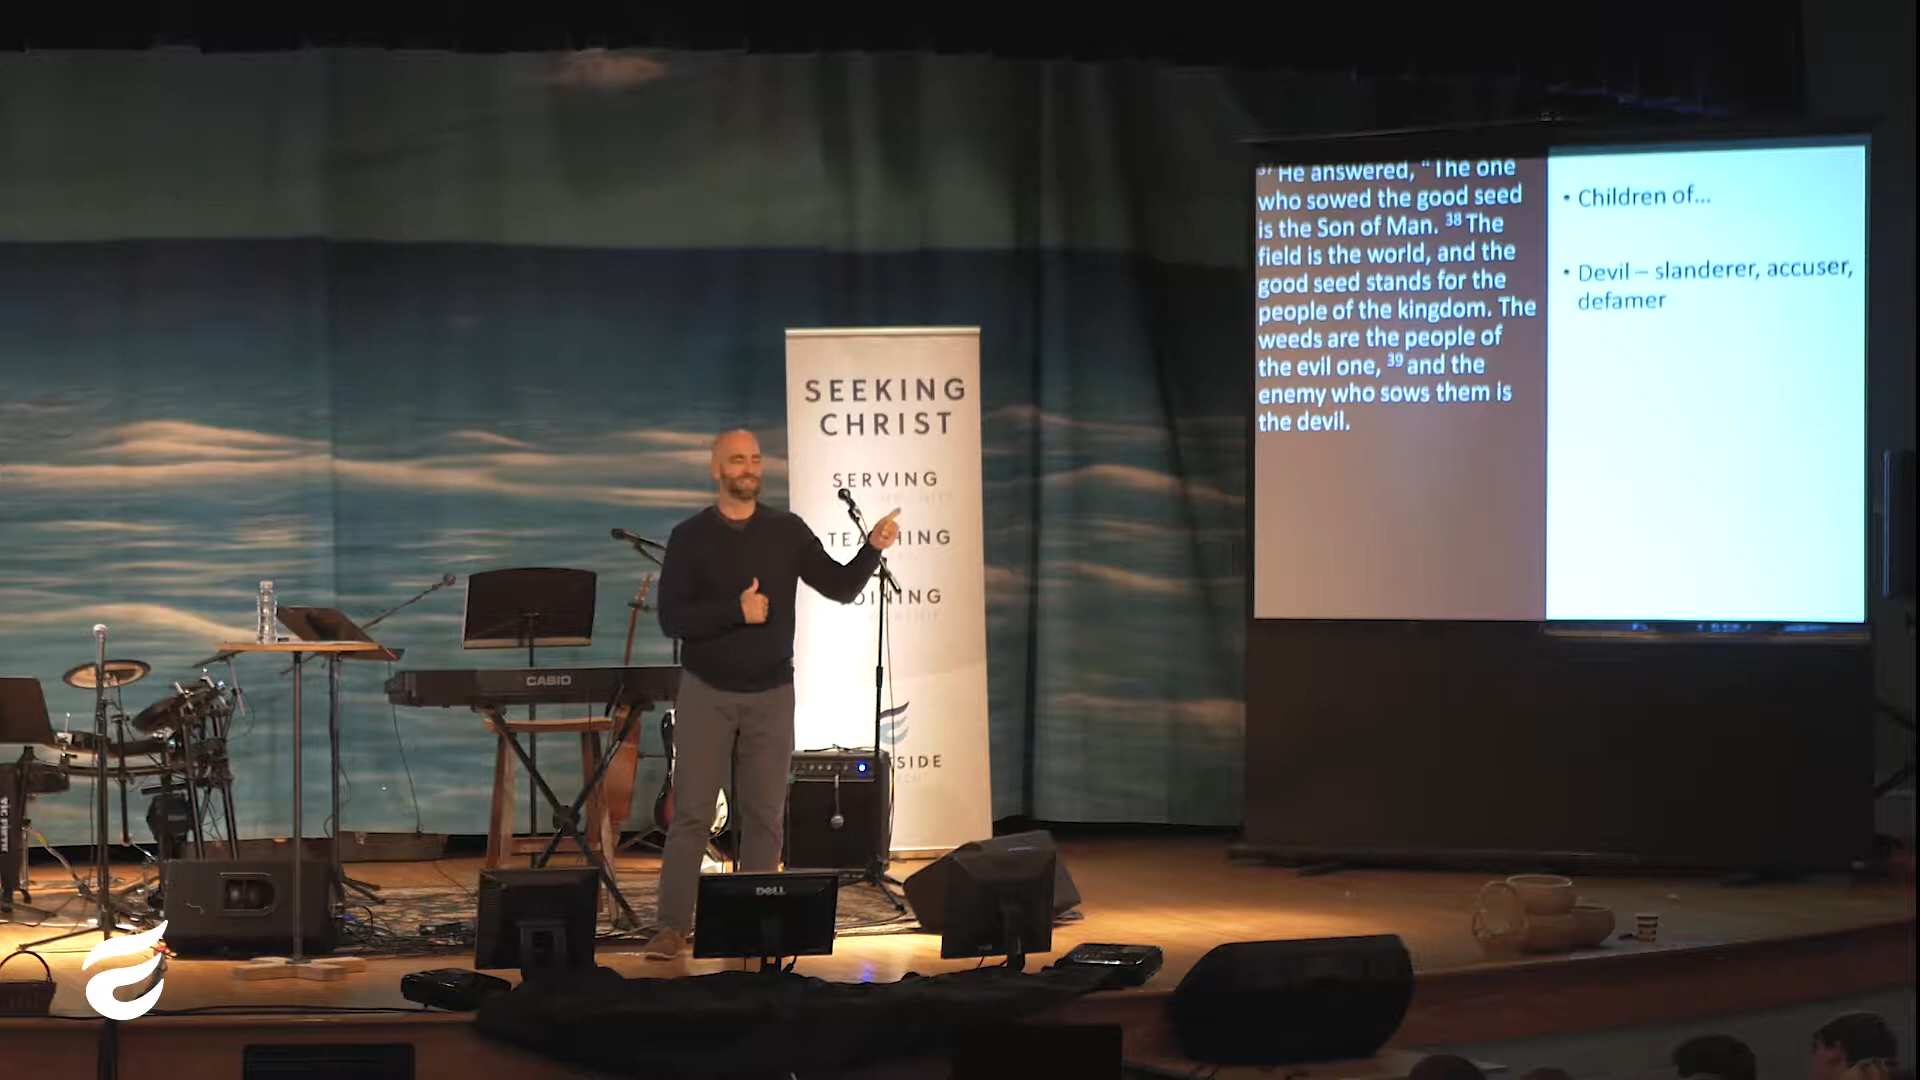 37 He answered, “The one
who sowed the good seed
is the Son of Man. 38 The
field is the world, and the
good seed stands for the
people of the kingdom. The
weeds are the people of
the evil one, 39 and the
enemy who sows them is
the devil.
• Children of...
• Devil – slanderer, accuser,
defamer
SEEKING
CHRIST
SERVING
CASIO
DELL